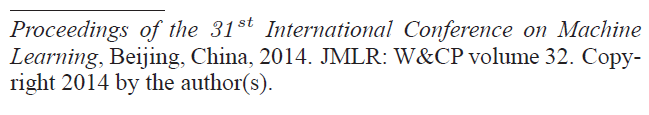 Proceedings of the 31st International Conference on Machine
Learning, Beijing, China, 2014. JMLR: W&CP volume 32. Copy-
right 2014 by the author(s).